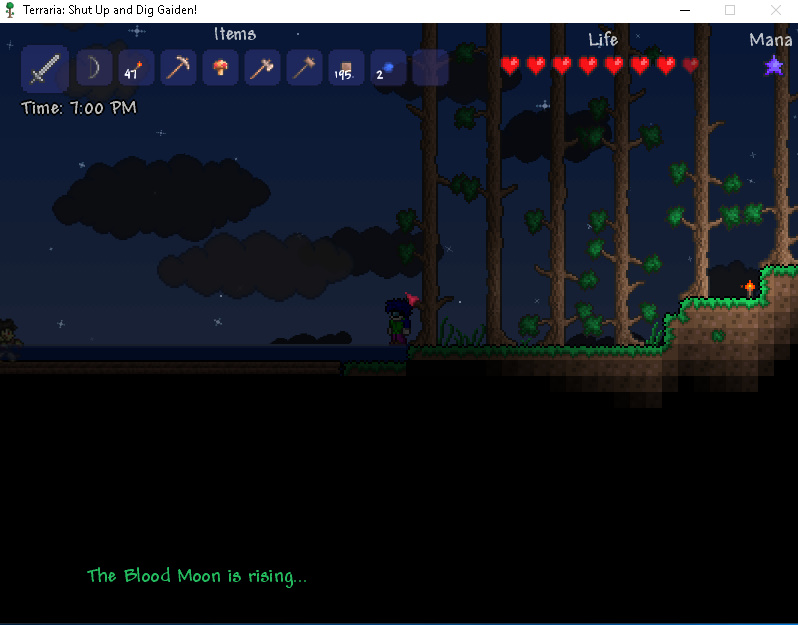 Terraria: Shut Up and Dig Gaiden!
Items
Life
Mana
47
195
2
Time: 7:00 PM
The Blood Moon is rising...